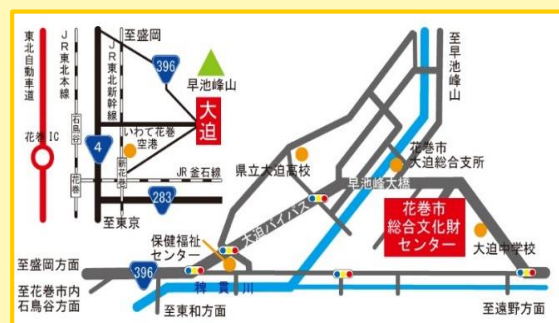 東北自動車道
花巻IC
JR東北本線
石鳥谷
花巻
4
至東京
JR東北新幹線
至盛岡
396
早池峰山
大迫
いわて花巻
空港
新花巻
JR釜石線
283
県立大迫高校
大迫バイパス
早池峰大橋
花巻市
大迫総合支所
至早池峰山
花巻市
総合文化財
センター
大迫中学校
保健福祉
センター
至盛岡方面
396
稗貫川
至花巻市内
石鳥谷方面
至東和方面
至遠野方面